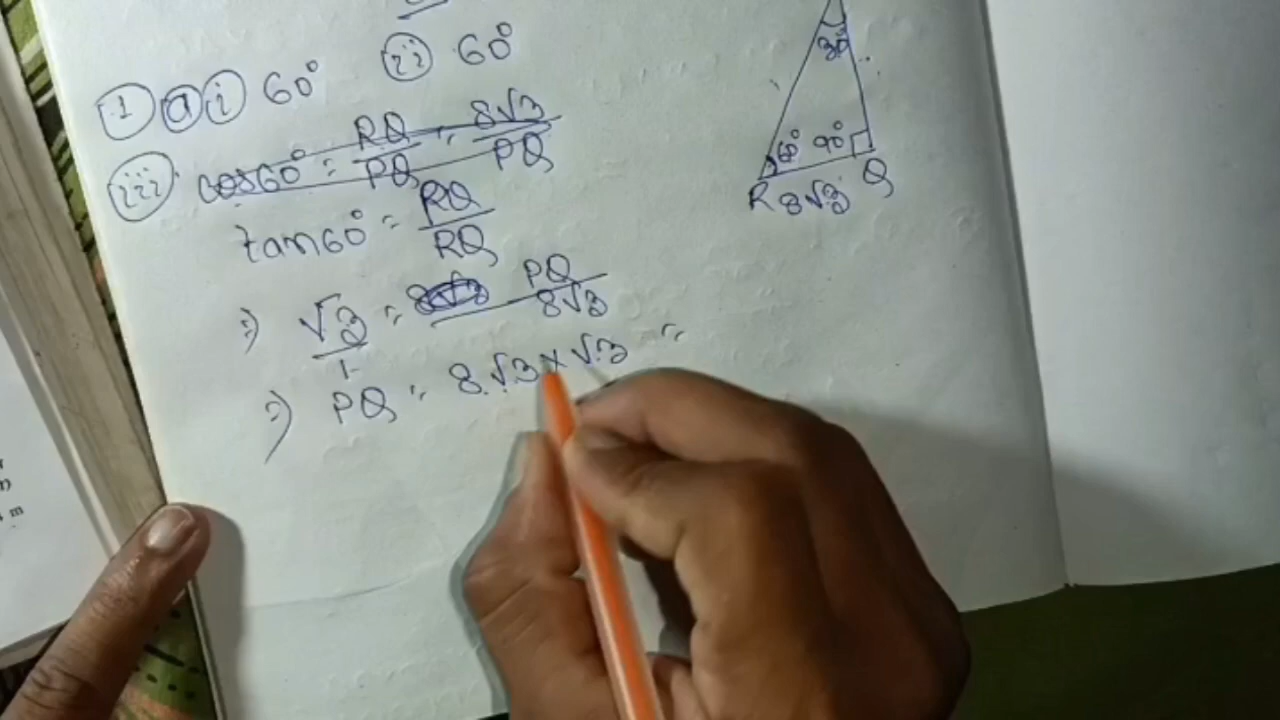 1 a i 60° ii 60°
iii cos60° = RQ/PQ = 8√3/PQ
tan60° = RQ/RQ
⇒ √3/1 = PQ/8√3
⇒ PQ = 8√3×√3 =
30°
60° 90°
R 8√3 Q
m